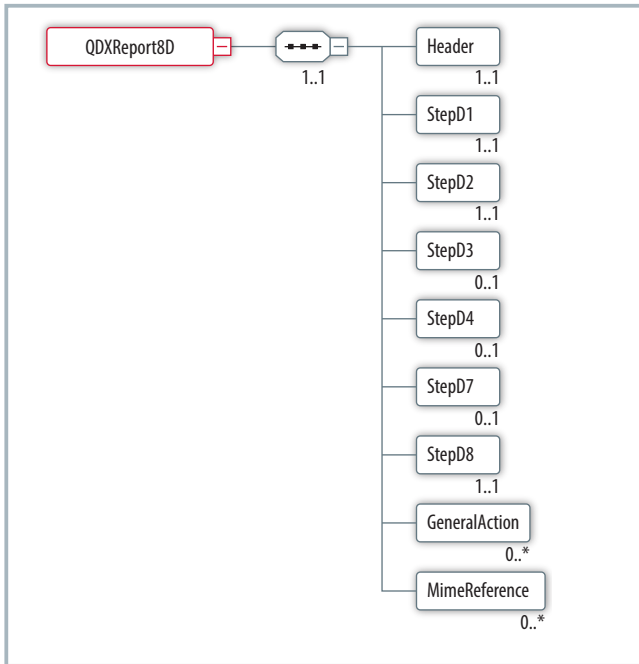 QDXReport8D
1..1
Header
1..1
StepD1
1..1
StepD2
1..1
StepD3
0..1
StepD4
0..1
StepD7
0..1
StepD8
1..1
GeneralAction
0..*
MimeReference
0..*